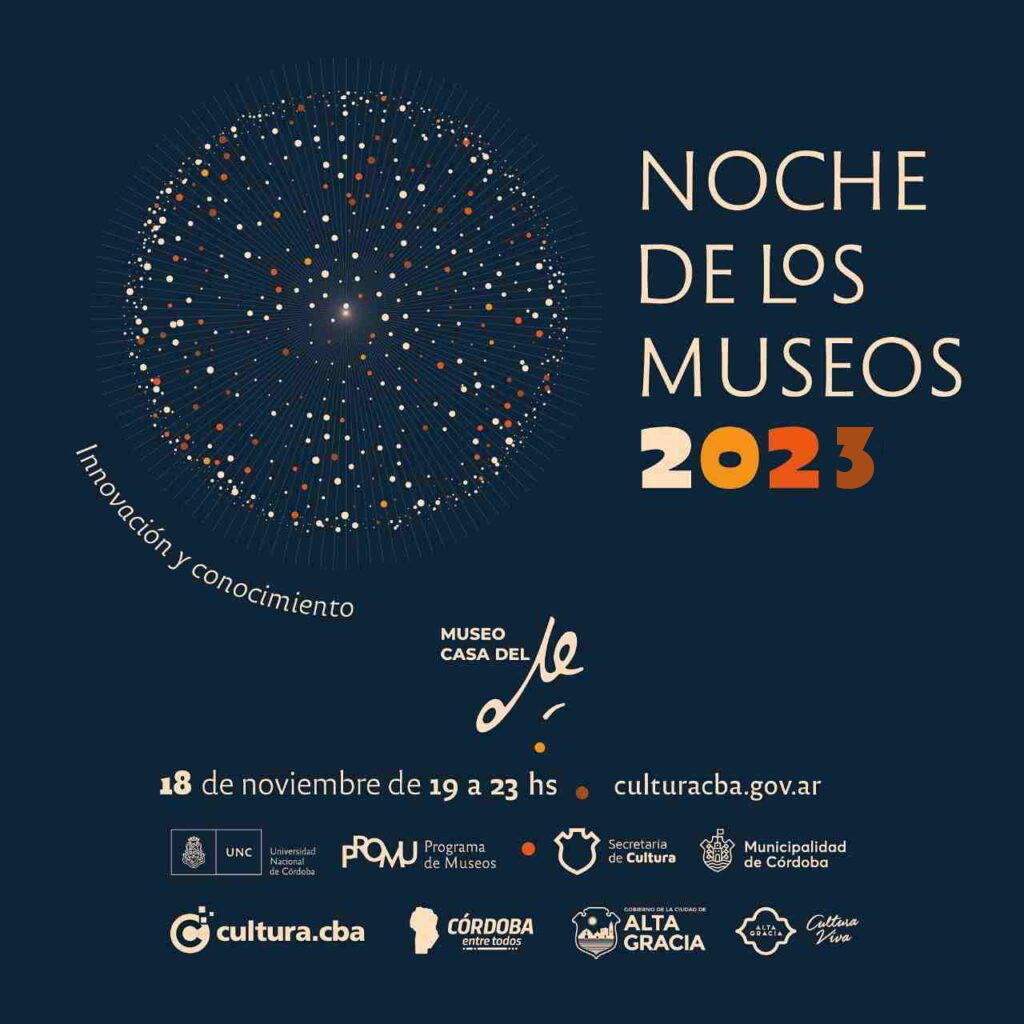 NOCHE
DE LOS
MUSEOS
2023
Innovación y conocimiento
MUSEO
CASA DEL
18 de noviembre de 19 a 23 hs
culturacba.gov.ar
UNC
Universidad
Nacional
de Córdoba
PROMU
Programa
de Museos
Secretaría
de Cultura
Municipalidad
de Córdoba
cultura.cba
CÓRDOBA
entre todos
GOBIERNO DE LA CIUDAD DE
ALTA
GRACIA
ALTA
GRACIA
Cultura
Viva